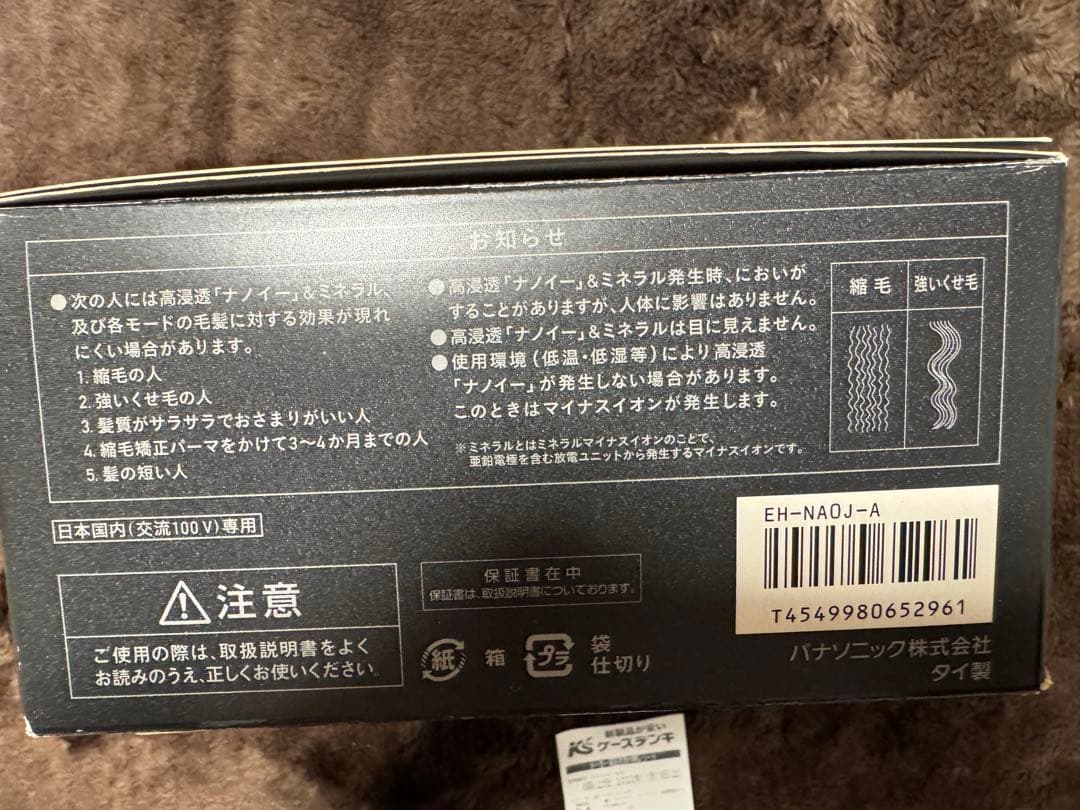 お知らせ
●次の人には高浸透「ナノイー」&ミネラル、
及び各モードの毛髪に対する効果が現れ
にくい場合があります。
1. 縮毛の人
2. 強いくせ毛の人
3. 髪質がサラサラでおさまりがいい人
4. 縮毛矯正パーマをかけて3〜4か月までの人
5. 髪の短い人
●高浸透「ナノイー」&ミネラル発生時、においが
することがありますが、人体に影響はありません。
●高浸透「ナノイー」&ミネラルは目に見えません。
●使用環境(低温・低湿等)により高浸透
「ナノイー」が発生しない場合があります。
このときはマイナスイオンが発生します。
※ミネラルとはミネラルマイナスイオンのことで、
亜鉛電極を含む放電ユニットから発生するマイナスイオンです。
縮毛
強いくせ毛
日本国内(交流100V)専用
注意
ご使用の際は、取扱説明書をよく
お読みのうえ、正しくお使いください。
保証書在中
保証書は、取扱説明書についております。
紙
箱
プラ
袋
仕切り
EH-NA0J-A
T4549980652961
パナソニック株式会社
タイ製
新製品が安い
K's ケーズデンキ